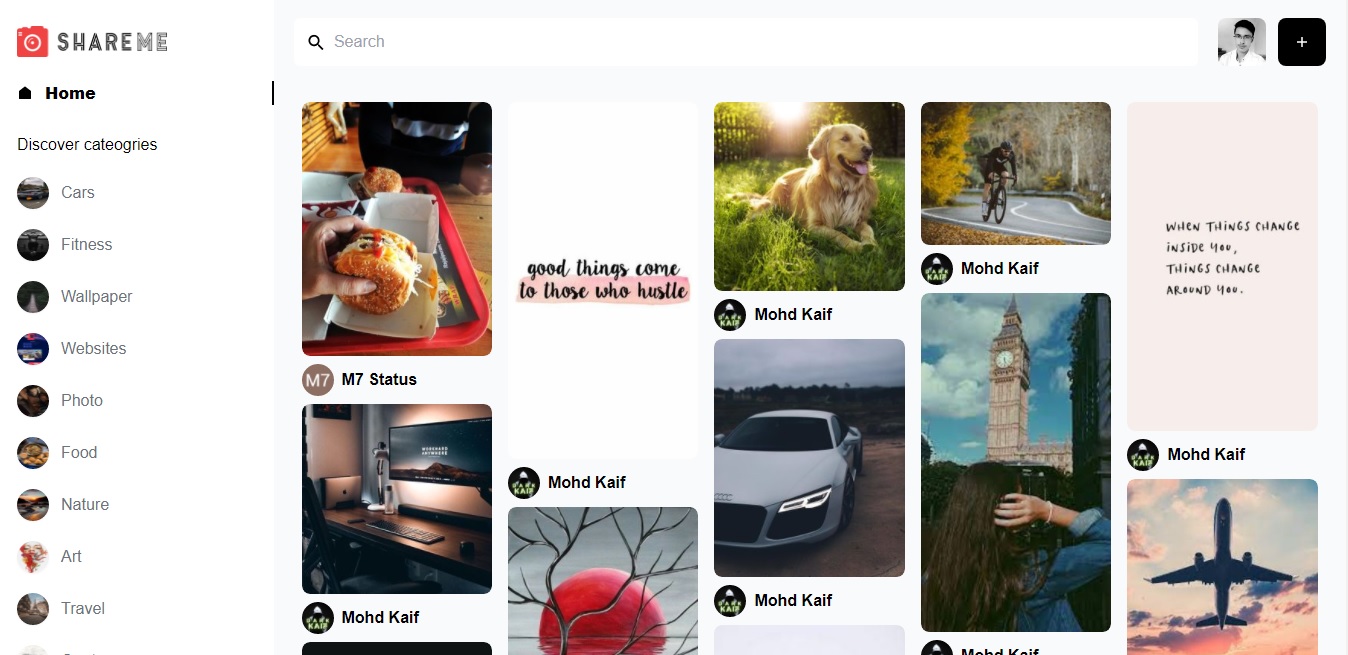 SHAREME
Search
+
Home
Discover cateogries
Cars
Fitness
Wallpaper
Websites
Photo
Food
Nature
Art
Travel
M7
M7 Status
WORKHARD
ANYWHERE
Mohd Kaif
good things come
to those who hustle
Mohd Kaif
Mohd Kaif
Mohd Kaif
Mohd Kaif
Mohd Kaif
WHEN THINGS CHANGE
INSIDE YOU,
THINGS CHANGE
AROUND YOU.
Mohd Kaif